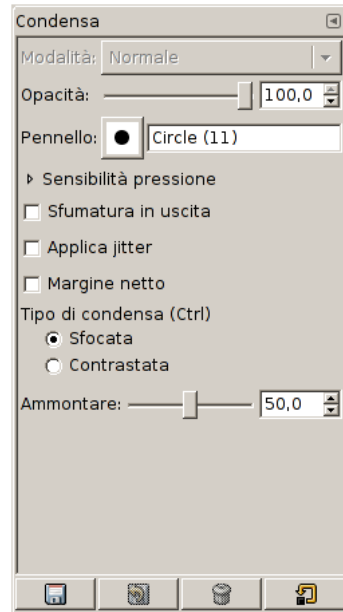 Condensa
Modalità: Normale
Opacità: 100,0
Pennello: Circle (11)
Sensibilità pressione
Sfumatura in uscita
Applica jitter
Margine netto
Tipo di condensa (Ctrl)
Sfocata
Contrastata
Ammontare: 50,0